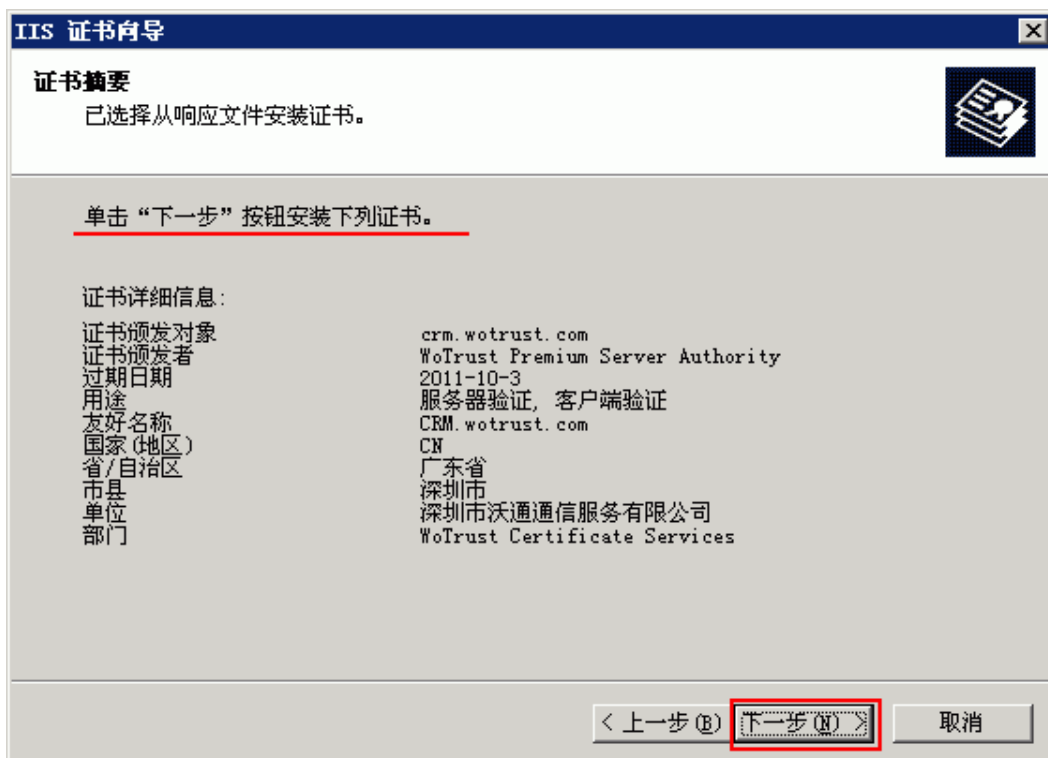 IIS 证书向导
证书摘要
已选择从响应文件安装证书。
单击“下一步”按钮安装下列证书。
证书详细信息:
证书颁发对象 crm.wotrust.com
证书颁发者 WoTrust Premium Server Authority
过期日期 2011-10-3
用途 服务器验证, 客户端验证
友好名称 CRM.wotrust.com
国家(地区) CN
省/自治区 广东省
市县 深圳市
单位 深圳市沃通通信服务有限公司
部门 WoTrust Certificate Services
< 上一步(B) 下一步(N) > 取消